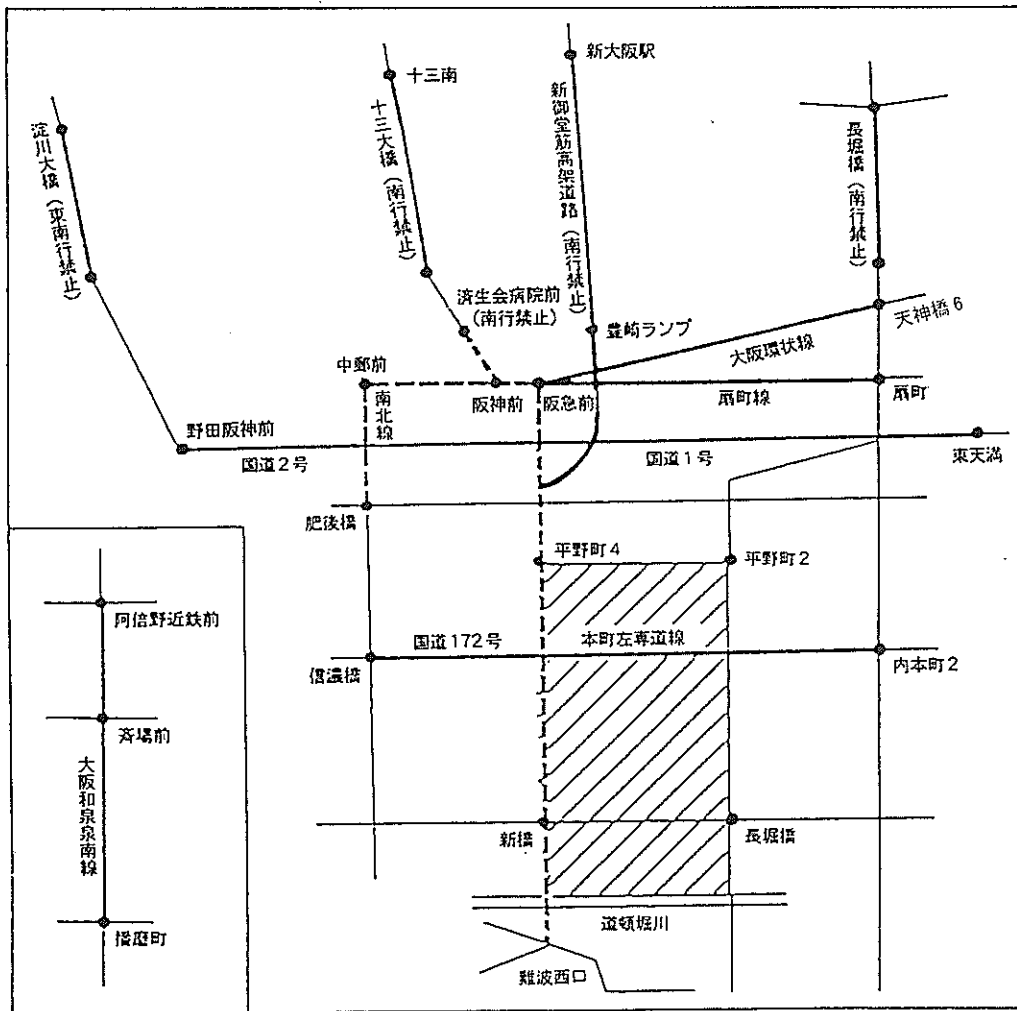 新大阪駅
十三南
新御堂筋高架道路（南行禁止）
長堀橋（南行禁止）
十三大橋（南行禁止）
淀川大橋（東南行禁止）
済生会病院前
（南行禁止）
豊崎ランプ
天神橋6
大阪環状線
中郵前
南北線
阪神前
阪急前
扇町線
扇町
野田阪神前
国道2号
国道1号
東天満
肥後橋
平野町4
平野町2
阿倍野近鉄前
国道172号
本町左専道線
信濃橋
内本町2
斉場前
大阪和泉泉南線
新橋
長堀橋
道頓堀川
播磨町
難波西口